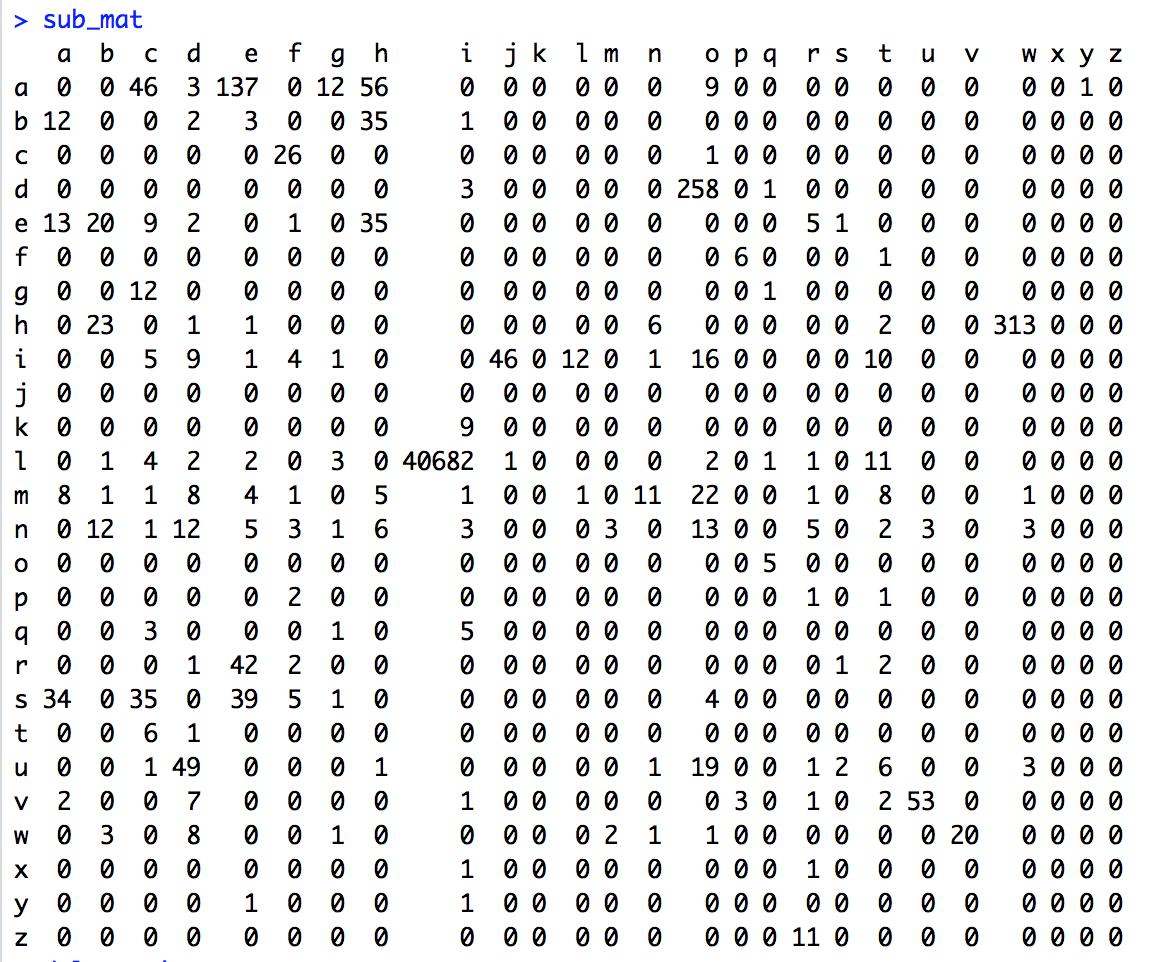 > sub_mat
a b c d e f g h i j k l m n o p q r s t u v w x y z
a 0 0 46 3 137 0 12 56 0 0 0 0 0 0 9 0 0 0 0 0 0 0 0 0 1 0
b 12 0 0 2 3 0 0 35 1 0 0 0 0 0 0 0 0 0 0 0 0 0 0 0 0 0
c 0 0 0 0 0 26 0 0 0 0 0 0 0 0 1 0 0 0 0 0 0 0 0 0 0 0
d 0 0 0 0 0 0 0 0 3 0 0 0 0 0 258 0 1 0 0 0 0 0 0 0 0 0
e 13 20 9 2 0 1 0 35 0 0 0 0 0 0 0 0 0 5 1 0 0 0 0 0 0 0
f 0 0 0 0 0 0 0 0 0 0 0 0 0 0 0 6 0 0 0 1 0 0 0 0 0 0
g 0 0 12 0 0 0 0 0 0 0 0 0 0 0 0 0 1 0 0 0 0 0 0 0 0 0
h 0 23 0 1 1 0 0 0 0 0 0 0 0 6 0 0 0 0 0 2 0 0 313 0 0 0
i 0 0 5 9 1 4 1 0 0 46 0 12 0 1 16 0 0 0 0 10 0 0 0 0 0 0
j 0 0 0 0 0 0 0 0 0 0 0 0 0 0 0 0 0 0 0 0 0 0 0 0 0 0
k 0 0 0 0 0 0 0 0 9 0 0 0 0 0 0 0 0 0 0 0 0 0 0 0 0 0
l 0 1 4 2 2 0 3 0 40682 1 0 0 0 0 2 0 1 1 0 11 0 0 0 0 0 0
m 8 1 1 8 4 1 0 5 1 0 0 1 0 11 22 0 0 1 0 8 0 0 1 0 0 0
n 0 12 1 12 5 3 1 6 3 0 0 0 3 0 13 0 0 5 0 2 3 0 3 0 0 0
o 0 0 0 0 0 0 0 0 0 0 0 0 0 0 0 0 5 0 0 0 0 0 0 0 0 0
p 0 0 0 0 0 2 0 0 0 0 0 0 0 0 0 0 0 1 0 1 0 0 0 0 0 0
q 0 0 3 0 0 0 1 0 5 0 0 0 0 0 0 0 0 0 0 0 0 0 0 0 0 0
r 0 0 0 1 42 2 0 0 0 0 0 0 0 0 0 0 0 0 1 2 0 0 0 0 0 0
s 34 0 35 0 39 5 1 0 0 0 0 0 0 0 4 0 0 0 0 0 0 0 0 0 0 0
t 0 0 6 1 0 0 0 0 0 0 0 0 0 0 0 0 0 0 0 0 0 0 0 0 0 0
u 0 0 1 49 0 0 0 1 0 0 0 0 0 1 19 0 0 1 2 6 0 0 3 0 0 0
v 2 0 0 7 0 0 0 0 1 0 0 0 0 0 0 3 0 1 0 2 53 0 0 0 0 0
w 0 3 0 8 0 0 1 0 0 0 0 0 2 1 1 0 0 0 0 0 0 20 0 0 0 0
x 0 0 0 0 0 0 0 0 1 0 0 0 0 0 0 0 0 1 0 0 0 0 0 0 0 0
y 0 0 0 0 1 0 0 0 1 0 0 0 0 0 0 0 0 0 0 0 0 0 0 0 0 0
z 0 0 0 0 0 0 0 0 0 0 0 0 0 0 0 0 0 11 0 0 0 0 0 0 0 0